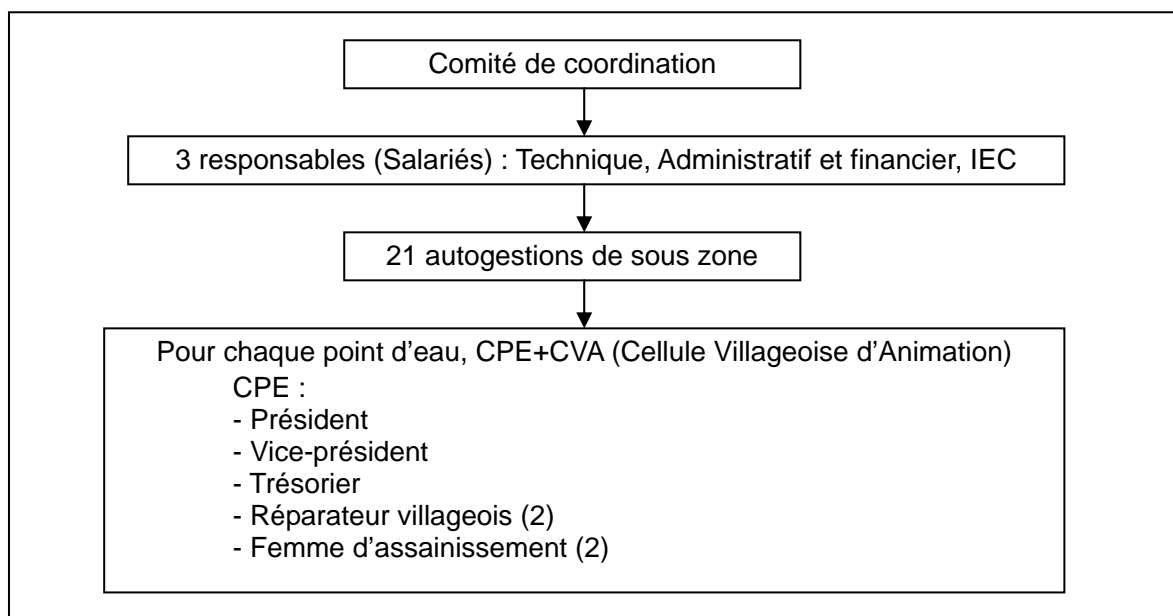 Comité de coordination
3 responsables (Salariés) : Technique, Administratif et financier, IEC
21 autogestions de sous zone
Pour chaque point d’eau, CPE+CVA (Cellule Villageoise d’Animation)
CPE :
- Président
- Vice-président
- Trésorier
- Réparateur villageois (2)
- Femme d’assainissement (2)